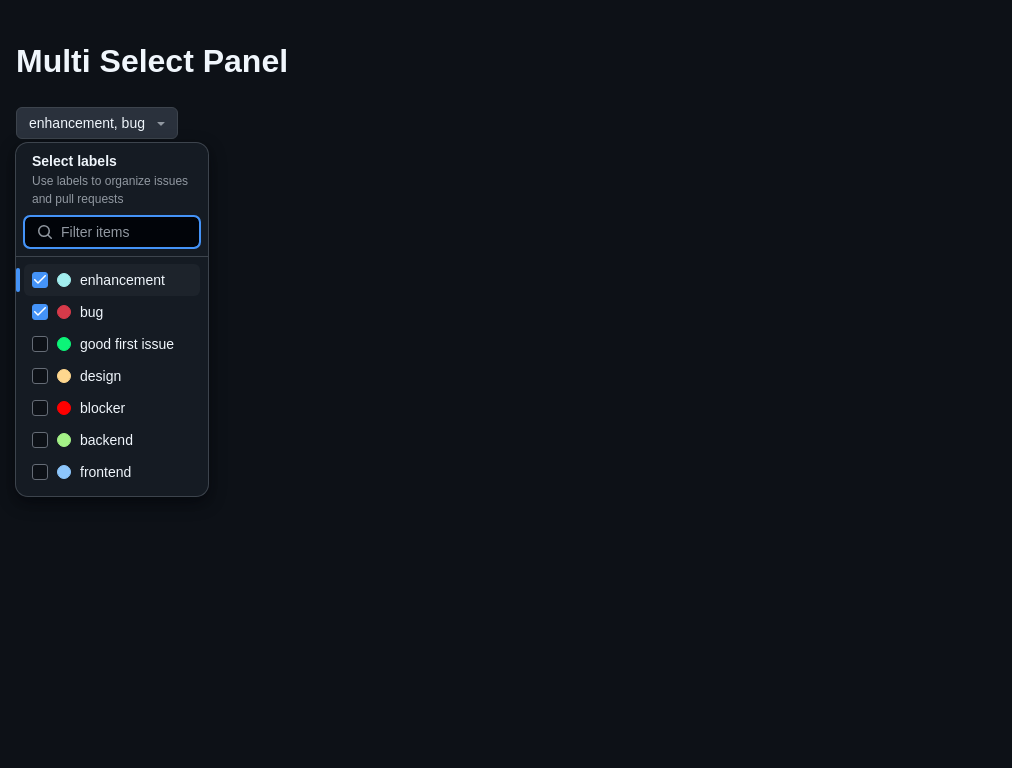 Multi Select Panel
enhancement, bug
Select labels
Use labels to organize issues
and pull requests
Filter items
enhancement
bug
good first issue
design
blocker
backend
frontend